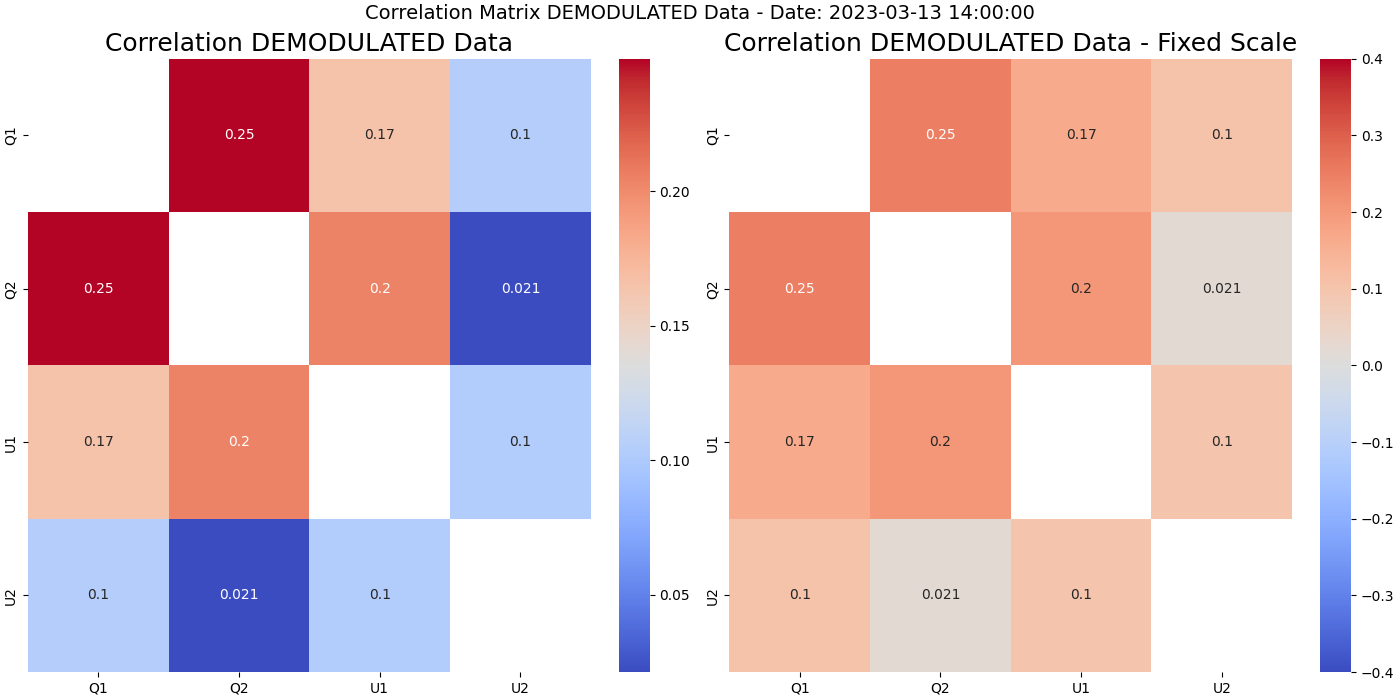 Correlation Matrix DEMODULATED Data - Date: 2023-03-13 14:00:00
Correlation DEMODULATED Data
Q1
0.25
0.17
0.1
Q2
0.25
0.2
0.021
U1
0.17
0.2
0.1
U2
0.1
0.021
0.1
Q1
Q2
U1
U2
0.20
0.15
0.10
0.05
Correlation DEMODULATED Data - Fixed Scale
Q1
0.25
0.17
0.1
Q2
0.25
0.2
0.021
U1
0.17
0.2
0.1
U2
0.1
0.021
0.1
Q1
Q2
U1
U2
0.4
0.3
0.2
0.1
0.0
−0.1
−0.2
−0.3
−0.4